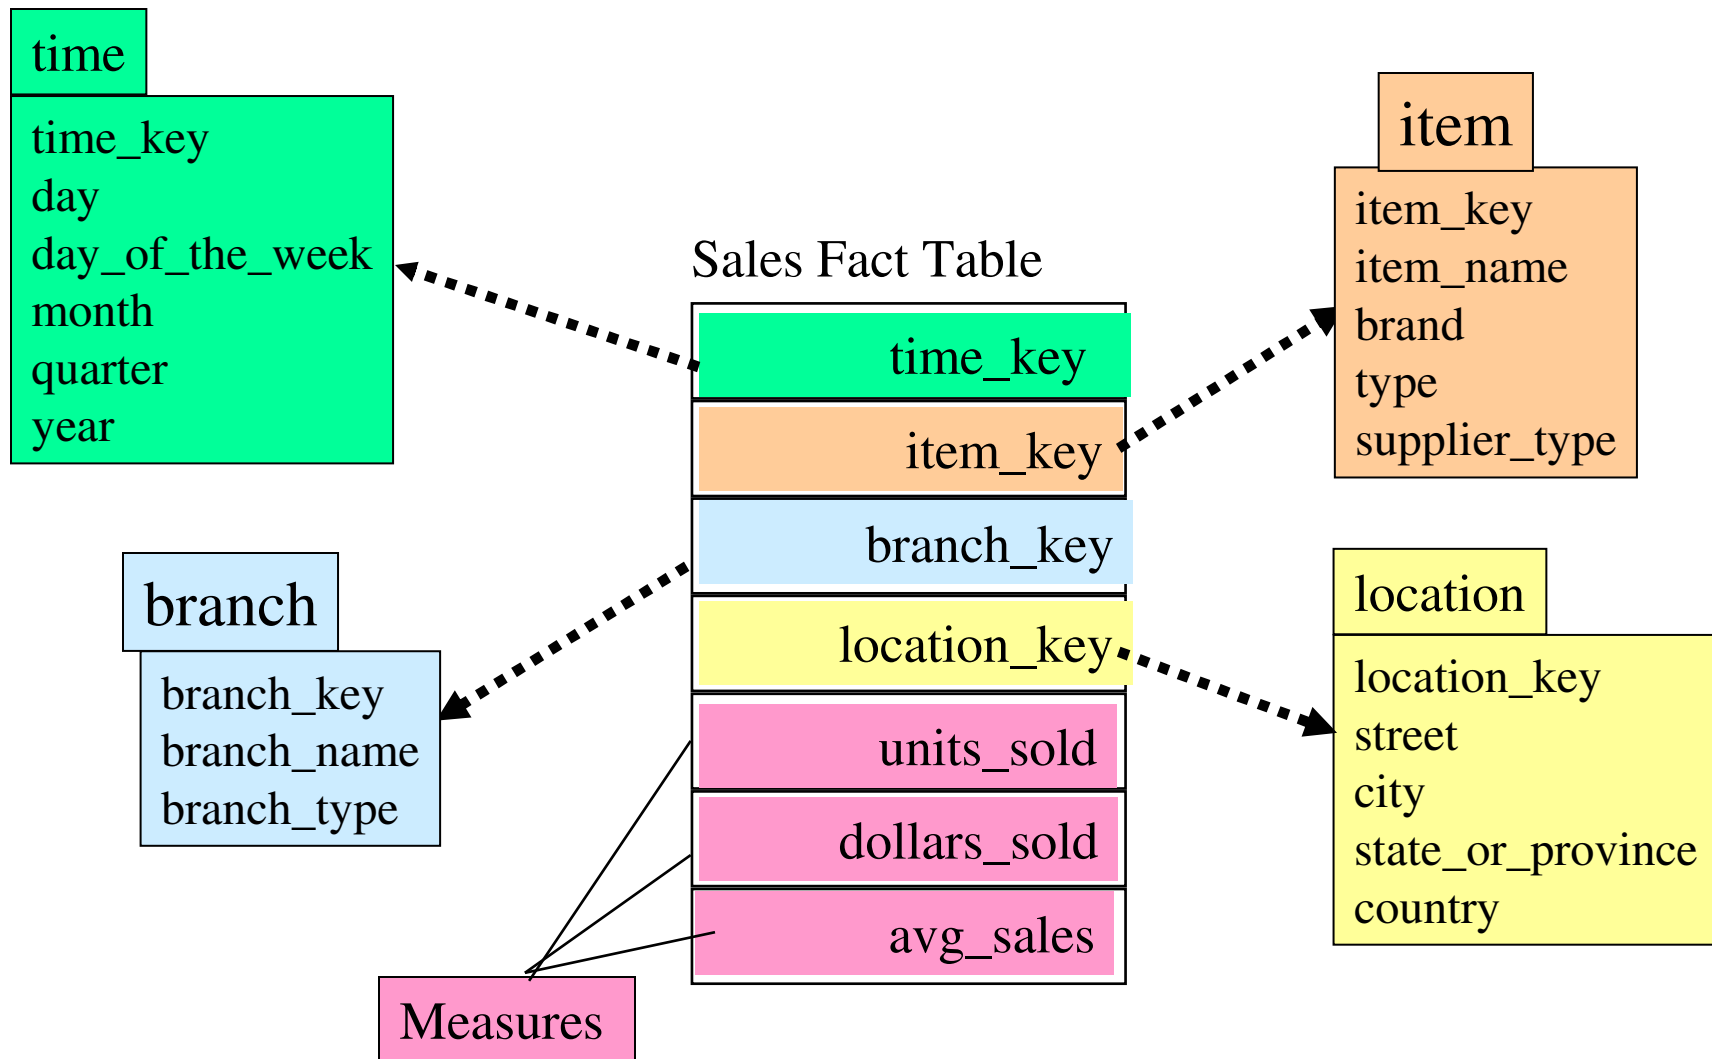 time
time_key
day
day_of_the_week
month
quarter
year
item
item_key
item_name
brand
type
supplier_type
Sales Fact Table
time_key
item_key
branch_key
location_key
units_sold
dollars_sold
avg_sales
branch
branch_key
branch_name
branch_type
location
location_key
street
city
state_or_province
country
Measures